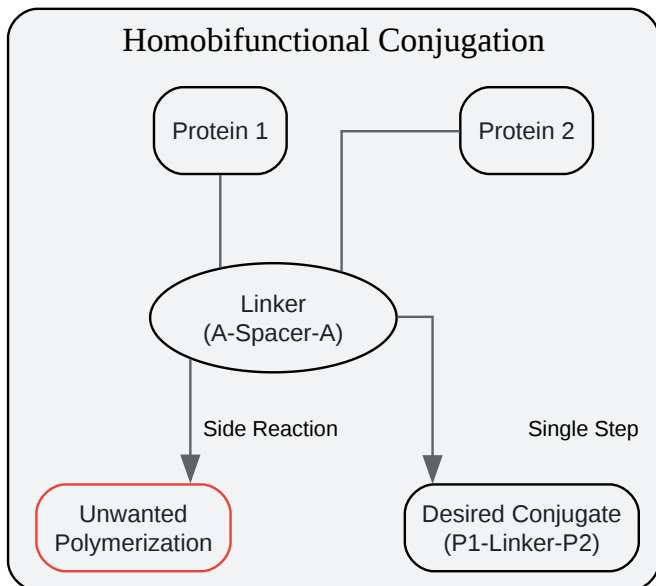 Homobifunctional Conjugation
Protein 1
Protein 2
Linker
(A-Spacer-A)
Side Reaction
Single Step
Unwanted
Polymerization
Desired Conjugate
(P1-Linker-P2)